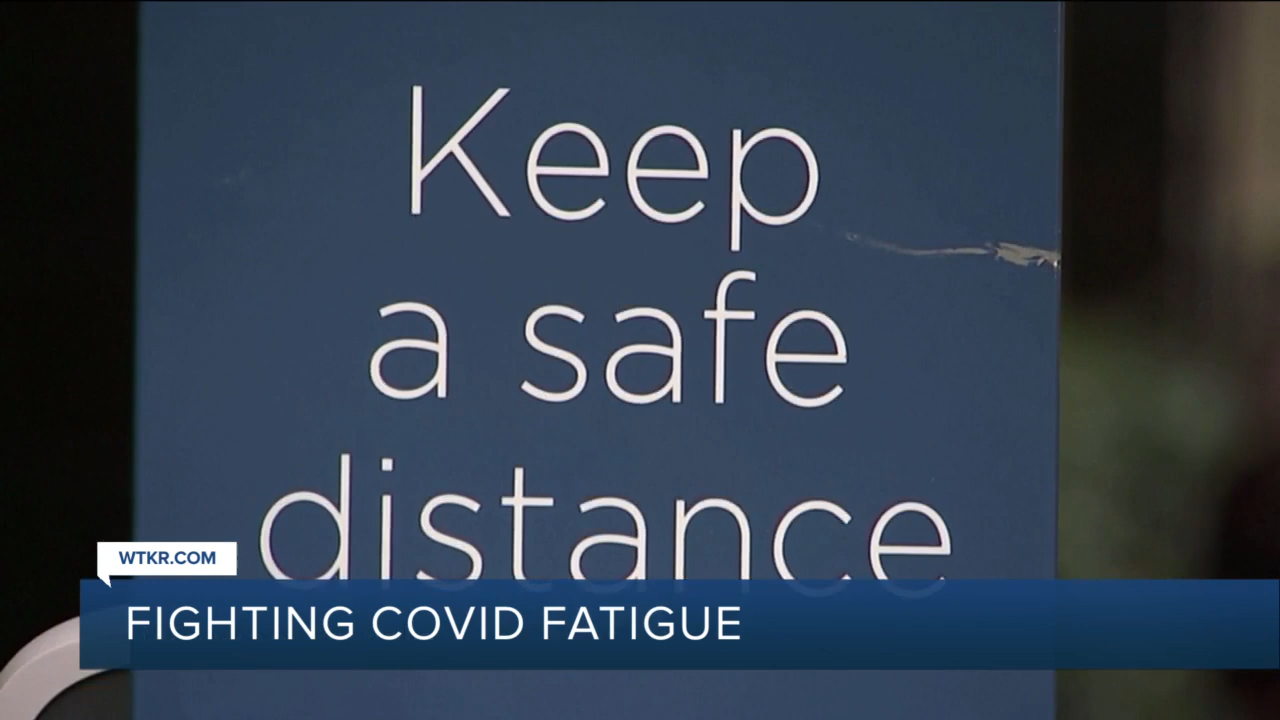 Keep
a safe
distance
WTKR.COM
FIGHTING COVID FATIGUE